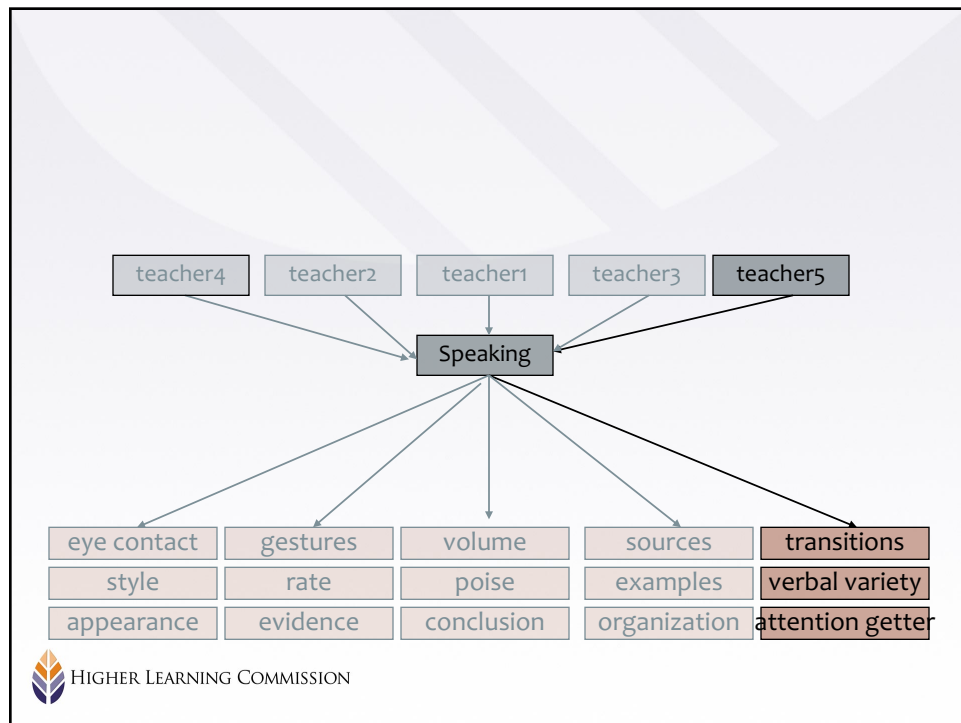 teacher4 teacher2 teacher1 teacher3 teacher5
Speaking
eye contact gestures volume sources transitions
style rate poise examples verbal variety
appearance evidence conclusion organization attention getter
HIGHER LEARNING COMMISSION